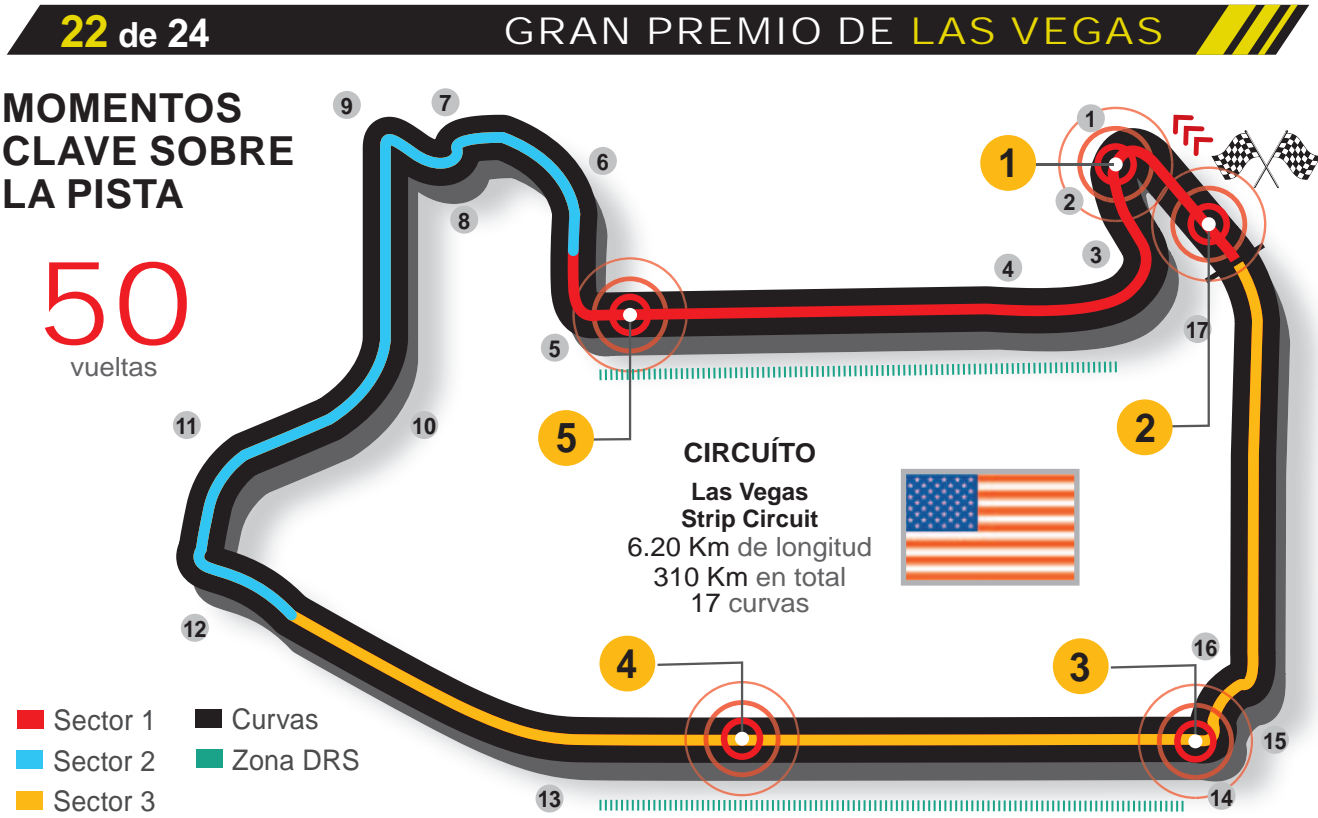 22 de 24
GRAN PREMIO DE LAS VEGAS
MOMENTOS
CLAVE SOBRE
LA PISTA
50
vueltas
9
7
6
8
1
1
2
3
4
5
17
5
2
10
11
12
CIRCUÍTO
Las Vegas
Strip Circuit
6.20 Km de longitud
310 Km en total
17 curvas
4
3
16
15
14
13
Sector 1
Curvas
Sector 2
Zona DRS
Sector 3